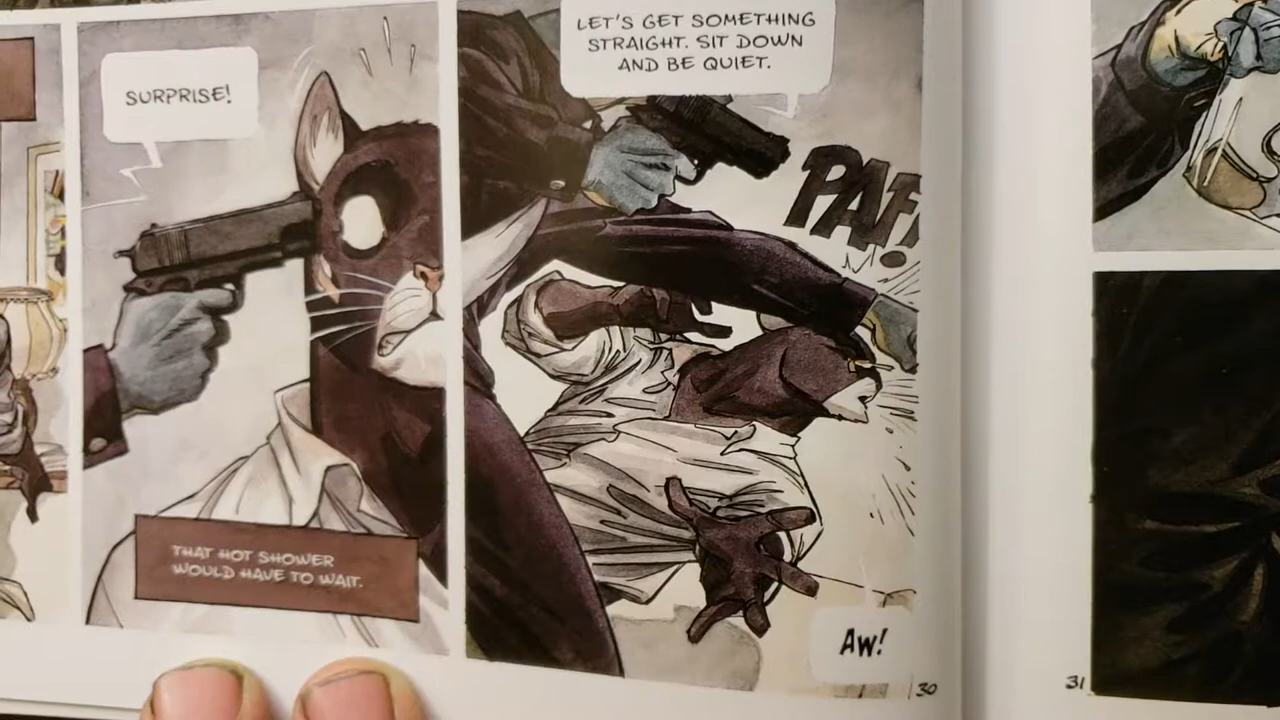 SURPRISE!
THAT HOT SHOWER
WOULD HAVE TO WAIT.
LET'S GET SOMETHING
STRAIGHT. SIT DOWN
AND BE QUIET.
PAF!
AW!
30
31